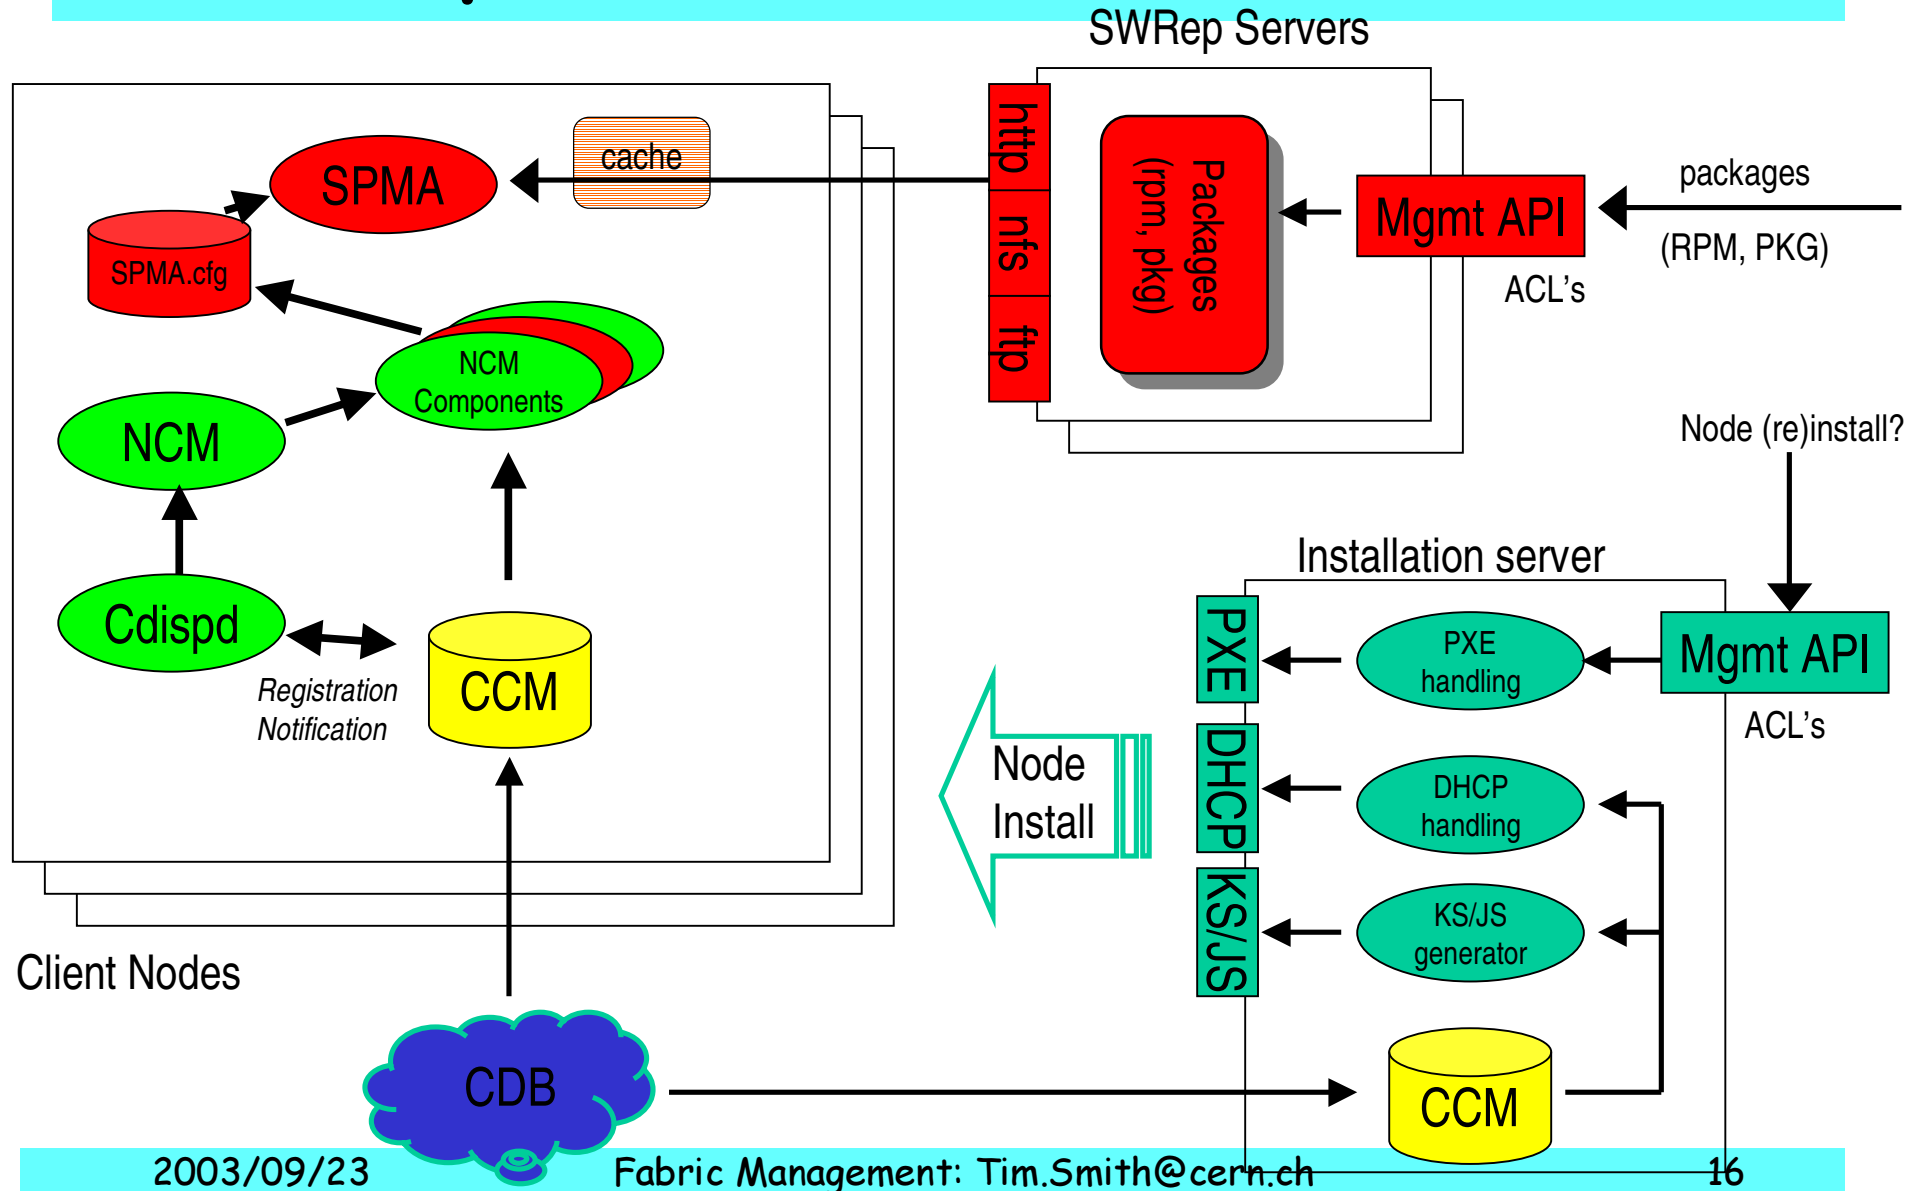 SWRep Servers
cache
SPMA
SPMA.cfg
NCM
Components
NCM
Cdispd
Registration
Notification
CCM
Client Nodes
http
nfs
ftp
Packages
(rpm, pkg)
Mgmt API
ACL's
packages
(RPM, PKG)
Node (re)install?
Installation server
PXE
DHCP
KS/JS
PXE
handling
DHCP
handling
KS/JS
generator
Mgmt API
ACL's
Node
Install
CCM
CDB
2003/09/23
Fabric Management: Tim.Smith@cern.ch
16